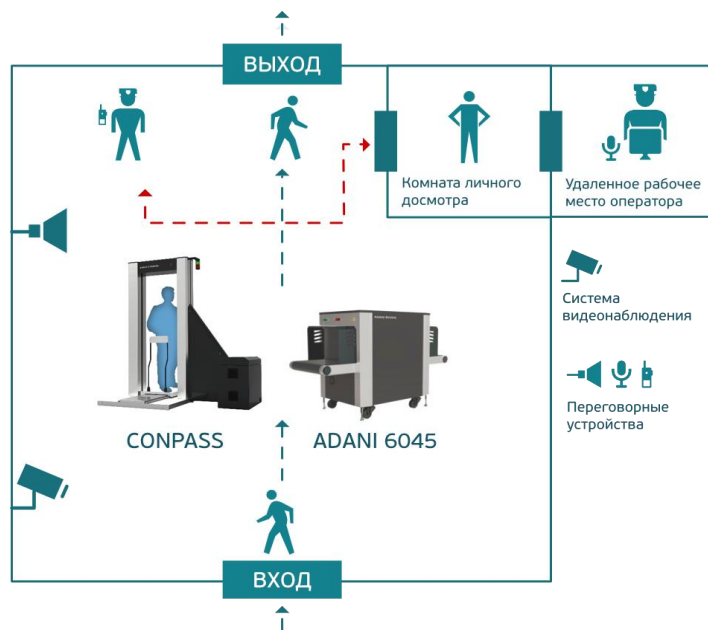 ВЫХОД
Комната личного
досмотра
Удаленное рабочее
место оператора
Система
видеонаблюдения
Переговорные
устройства
CONPASS
ADANI 6045
ВХОД